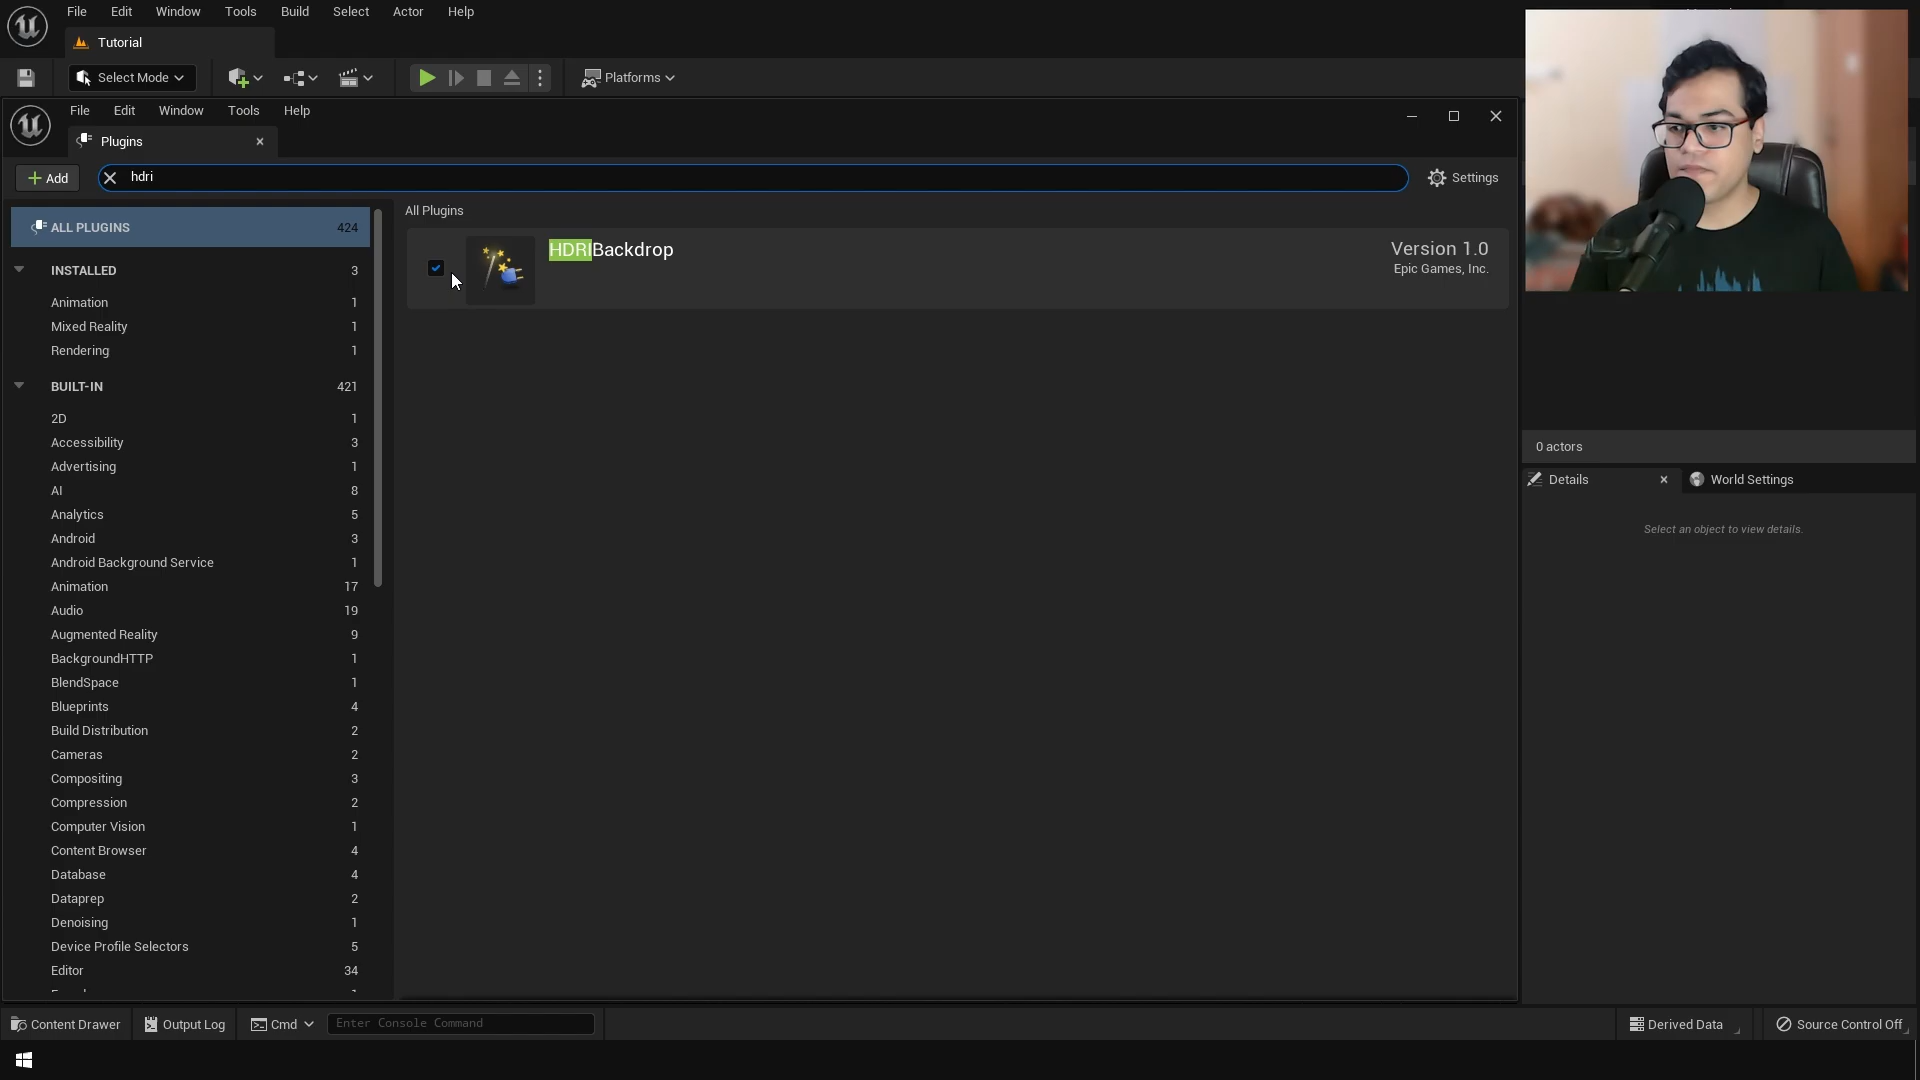 File Edit Window Tools Build Select Actor Help
Tutorial
Select Mode
Platforms
File Edit Window Tools Help
Plugins
Add
hdri
Settings
ALL PLUGINS 424
INSTALLED 3
Animation 1
Mixed Reality 1
Rendering 1
BUILT-IN 421
2D 1
Accessibility 3
Advertising 1
AI 8
Analytics 5
Android 3
Android Background Service 1
Animation 17
Audio 19
Augmented Reality 9
BackgroundHTTP 1
BlendSpace 1
Blueprints 4
Build Distribution 2
Cameras 2
Compositing 3
Compression 2
Computer Vision 1
Content Browser 4
Database 4
Dataprep 2
Denoising 1
Device Profile Selectors 5
Editor 34
All Plugins
HDRIBackdrop
Version 1.0
Epic Games, Inc.
0 actors
Details
World Settings
Select an object to view details.
Content Drawer
Output Log
Cmd
Enter Console Command
Derived Data
Source Control Off